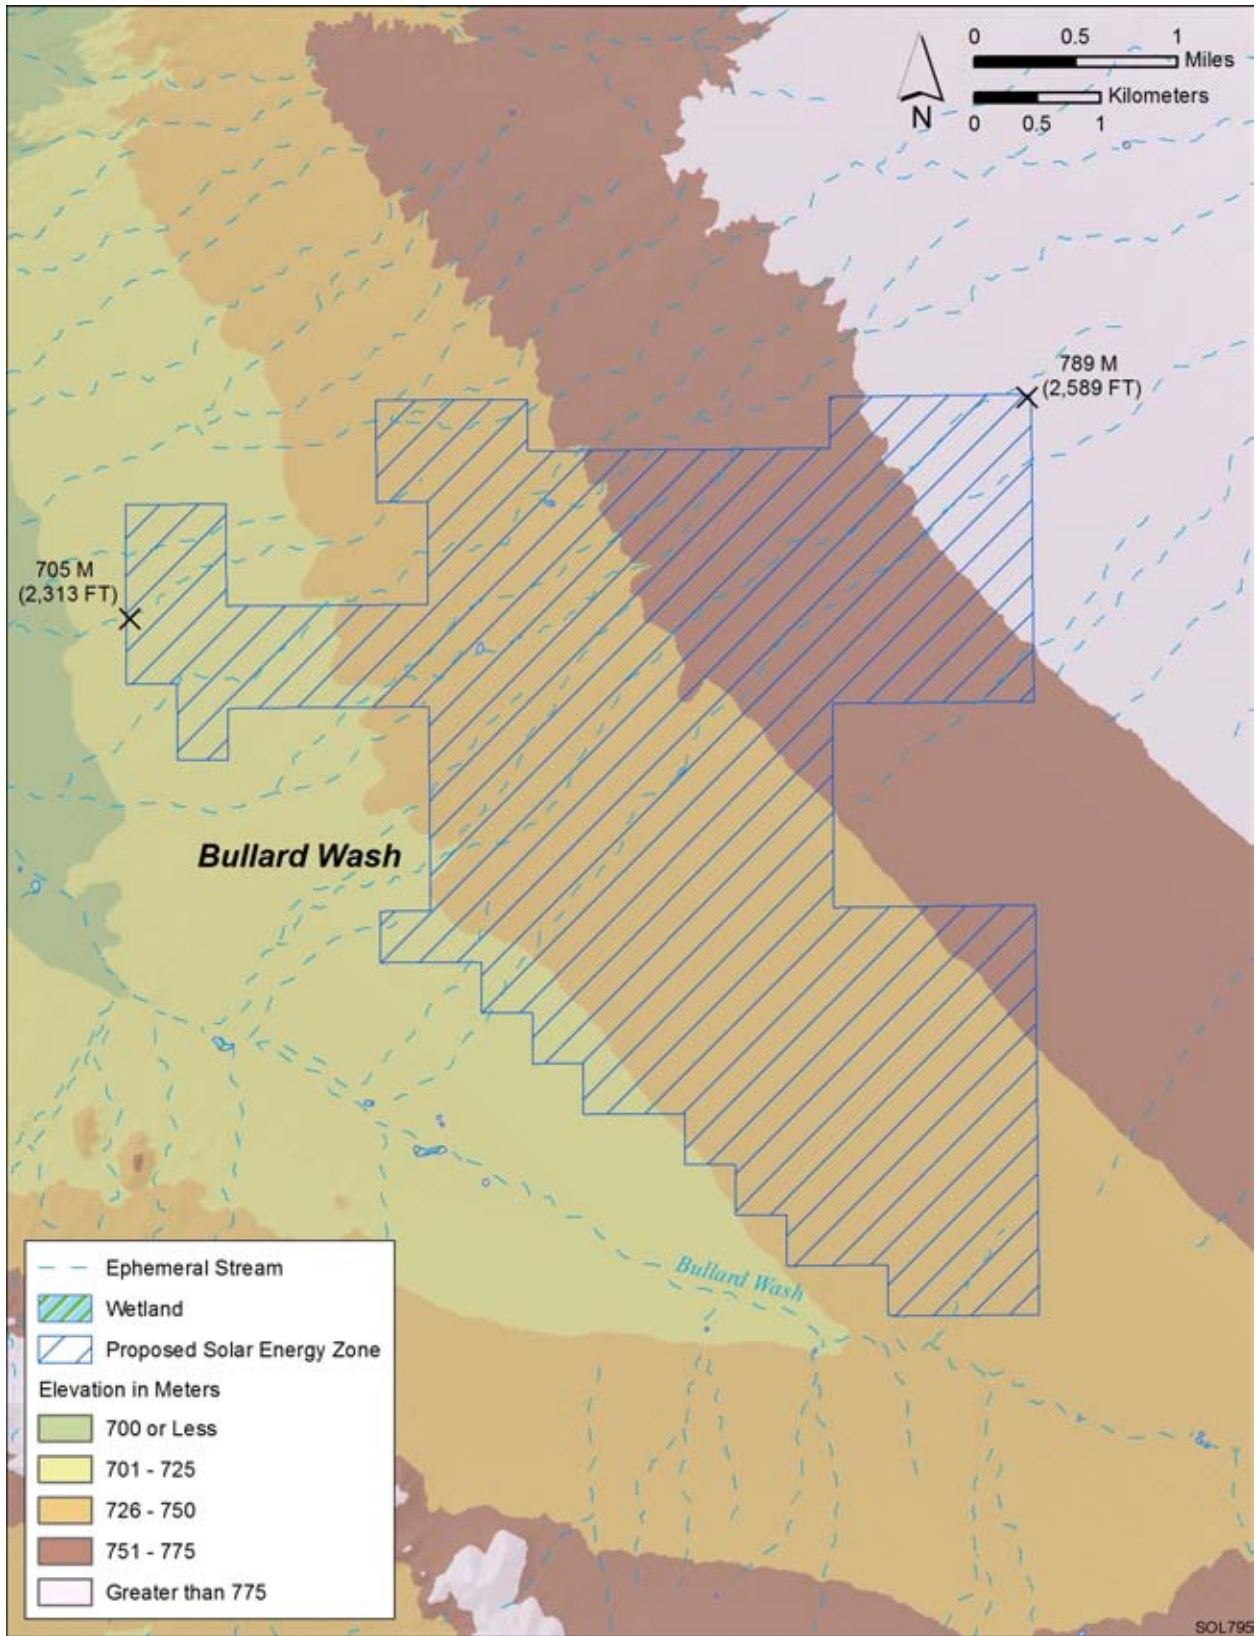 0 0.5 1
Miles
Kilometers
0 0.5 1
N
789 M
(2,589 FT)
705 M
(2,313 FT)
Bullard Wash
Bullard Wash
Ephemeral Stream
Wetland
Proposed Solar Energy Zone
Elevation in Meters
700 or Less
701 - 725
726 - 750
751 - 775
Greater than 775
SOL795